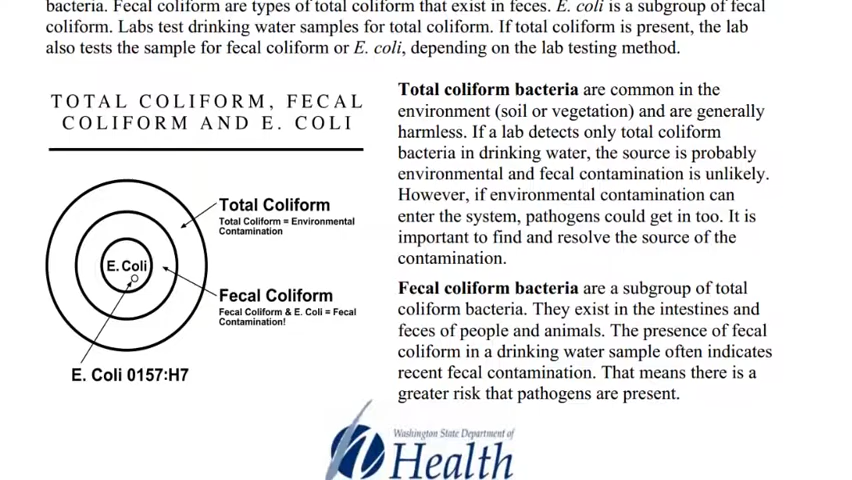 bacteria. Fecal coliform are types of total coliform that exist in feces. E. coli is a subgroup of fecal
coliform. Labs test drinking water samples for total coliform. If total coliform is present, the lab
also tests the sample for fecal coliform or E. coli, depending on the lab testing method.
TOTAL COLIFORM, FECAL
COLIFORM AND E. COLI
Total Coliform
Total Coliform = Environmental
Contamination
E. Coli
Fecal Coliform
Fecal Coliform & E. Coli = Fecal
Contamination!
E. Coli 0157:H7
Total coliform bacteria are common in the
environment (soil or vegetation) and are generally
harmless. If a lab detects only total coliform
bacteria in drinking water, the source is probably
environmental and fecal contamination is unlikely.
However, if environmental contamination can
enter the system, pathogens could get in too. It is
important to find and resolve the source of the
contamination.
Fecal coliform bacteria are a subgroup of total
coliform bacteria. They exist in the intestines and
feces of people and animals. The presence of fecal
coliform in a drinking water sample often indicates
recent fecal contamination. That means there is a
greater risk that pathogens are present.
Washington State Department of
Health